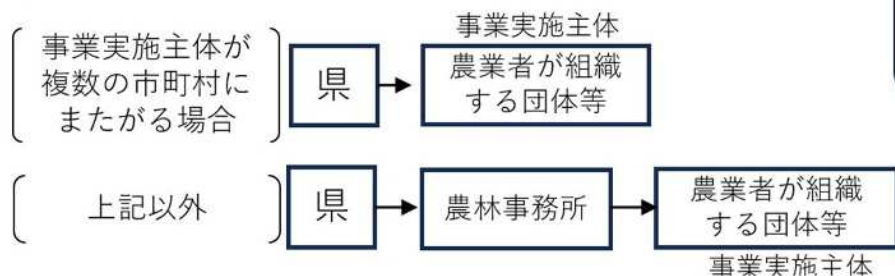 事業実施主体が
複数の市町村に
またがる場合
県
事業実施主体
農業者が組織
する団体等
上記以外
県
農林事務所
農業者が組織
する団体等
事業実施主体